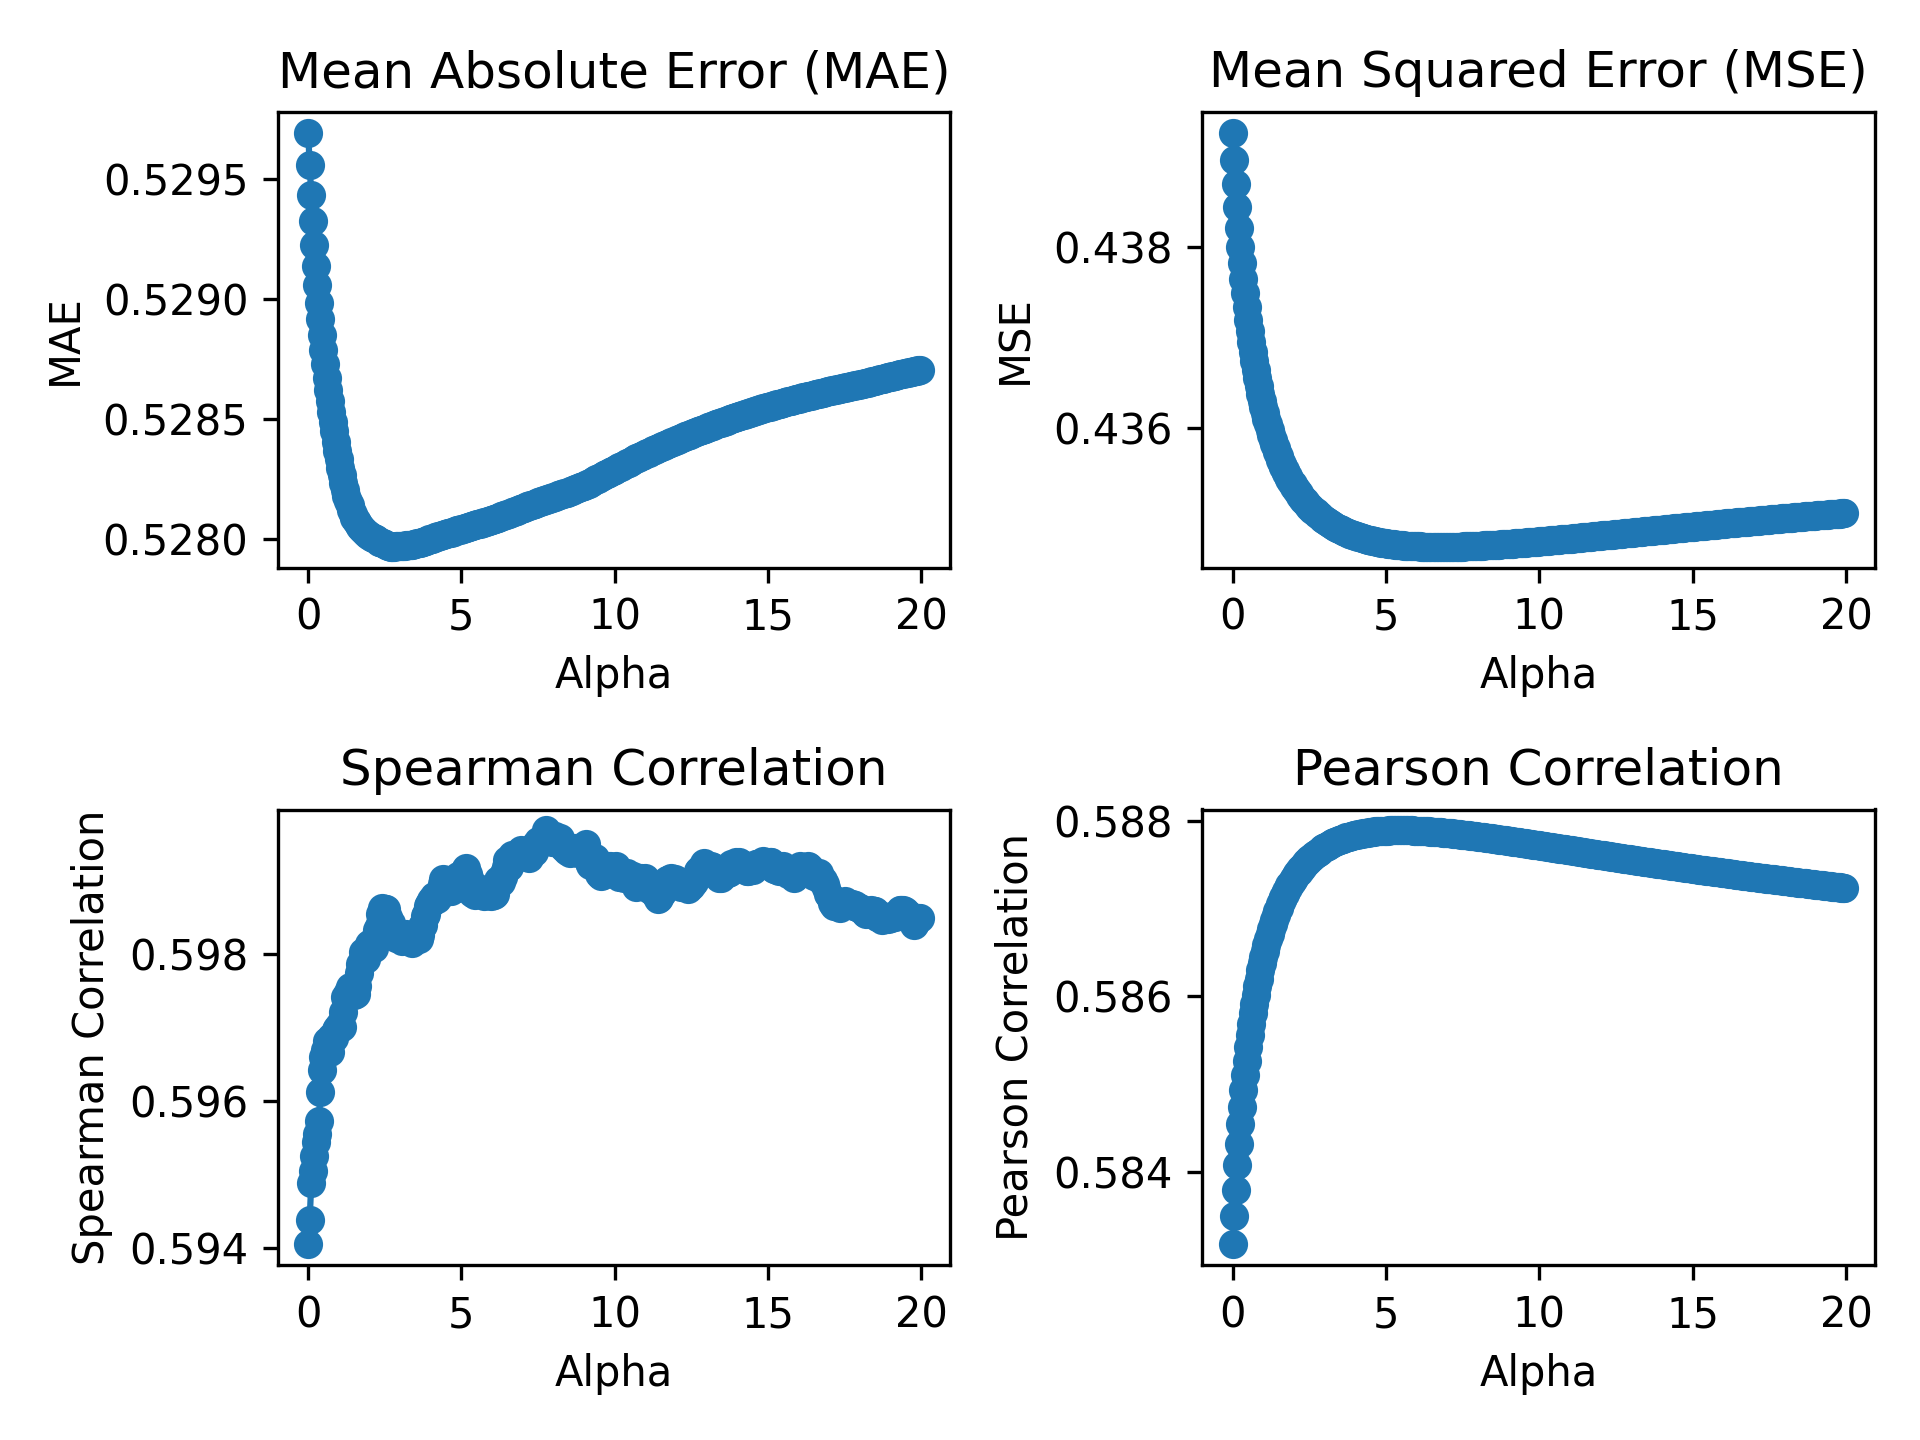 Mean Absolute Error (MAE)
MAE
0.5295
0.5290
0.5285
0.5280
0 5 10 15 20
Alpha
Mean Squared Error (MSE)
MSE
0.438
0.436
0 5 10 15 20
Alpha
Spearman Correlation
Spearman Correlation
0.598
0.596
0.594
0 5 10 15 20
Alpha
Pearson Correlation
Pearson Correlation
0.588
0.586
0.584
0 5 10 15 20
Alpha